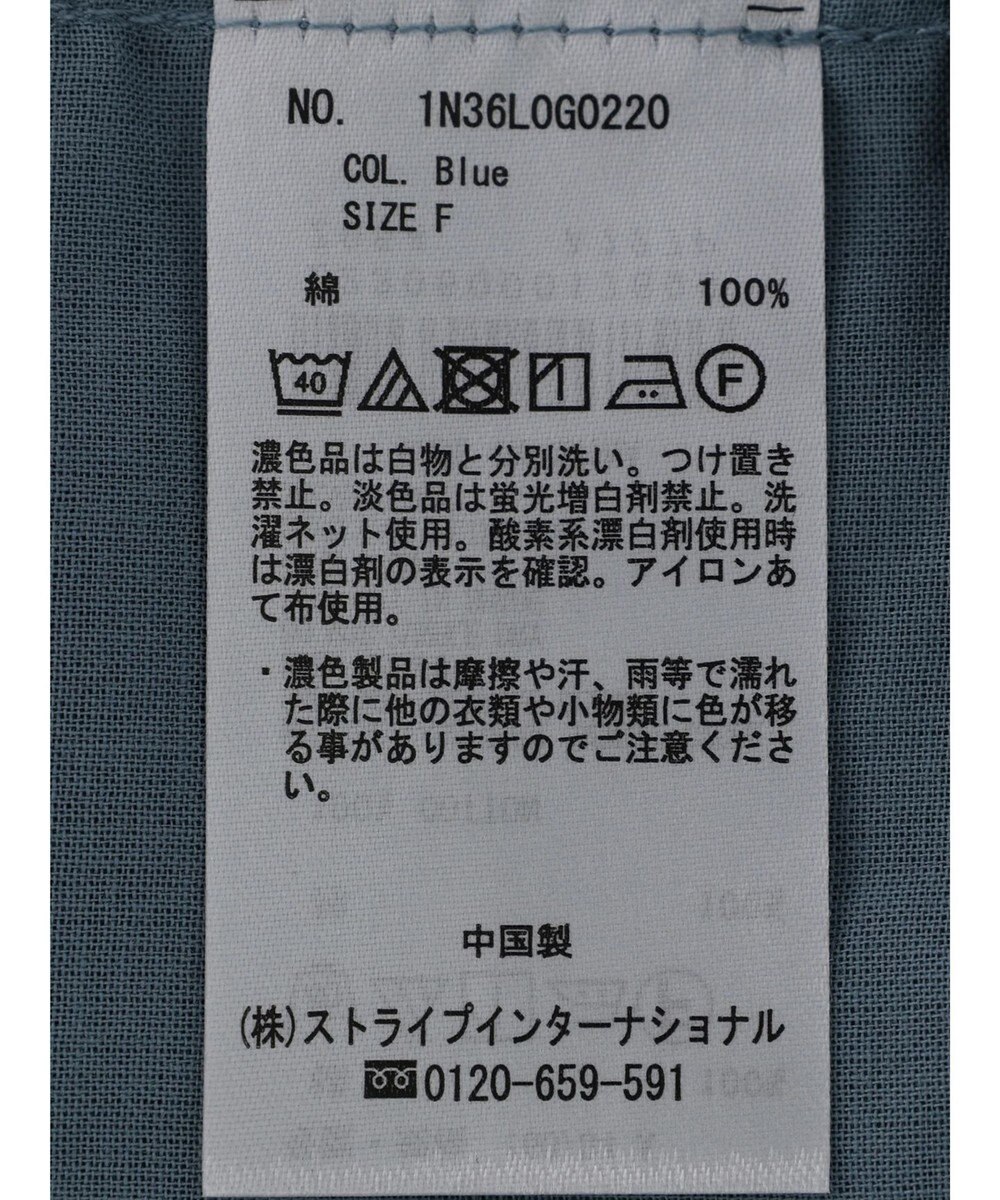 NO. 1N36L0G0220
COL. Blue
SIZE F
綿 100%
40 F
濃色品は白物と分別洗い。つけ置き
禁止。淡色品は蛍光増白剤禁止。洗
濯ネット使用。酸素系漂白剤使用時
は漂白剤の表示を確認。アイロンあ
て布使用。
・濃色製品は摩擦や汗、雨等で濡れ
た際に他の衣類や小物類に色が移
る事がありますのでご注意くださ
い。
中国製
(株)ストライプインターナショナル
0120-659-591